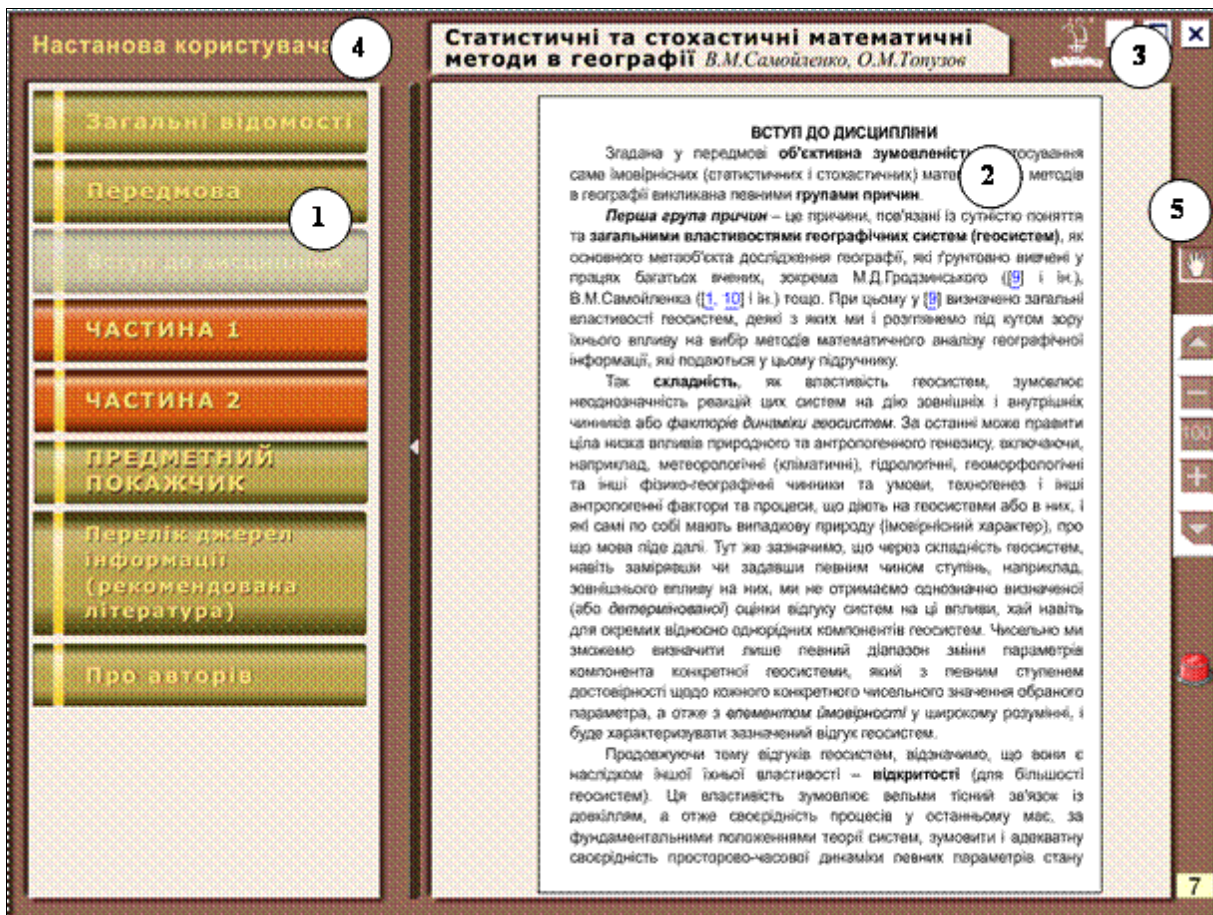 Настанова користувача
4
Статистичні та стохастичні математичні
методи в географії В.М.Самойленко, О.М.Топузов
3
Загальні відомості
Передмова
1
Вступ до дисципліни
ЧАСТИНА 1
ЧАСТИНА 2
ПРЕДМЕТНИЙ
ПОКАЖЧИК
Перелік джерел
інформації
(рекомендована
література)
Про авторів
ВСТУП ДО ДИСЦИПЛІНИ
Згадана у передмові об'єктивна зумовленість
саме імовірнісних (статистичних і стохастичних) методів
в географії викликана певними групами причин.
2
Перша група причин – це причини, пов'язані із сутністю поняття
та загальними властивостями географічних систем (геосистем), як
основного метаоб'єкта дослідження географії, які ґрунтовно вивчені у
працях багатьох вчених, зокрема М.Д.Гродзинського ([9] і ін.),
В.М.Самойленка ([1, 10] і ін.) тощо. При цьому у [9] визначено загальні
властивості геосистем, деякі з яких ми і розглянемо під кутом зору
їхнього впливу на вибір методів математичного аналізу географічної
інформації, які подаються у цьому підручнику.
Так складність, як властивість геосистем, зумовлює
неоднозначність реакцій цих систем на дію зовнішніх і внутрішніх
чинників або факторів динаміки геосистем. За останні може правити
ціла низка впливів природного та антропогенного генезису, включаючи,
наприклад, метеорологічні (кліматичні), гідрологічні, геоморфологічні
та інші фізико-географічні чинники та умови, техногенез і інші
антропогенні фактори та процеси, що діють на геосистеми або в них, і
які самі по собі мають випадкову природу (імовірнісний характер), про
що мова піде далі. Тут же зазначимо, що через складність геосистем,
навіть замірявши чи задавши певним чином ступінь, наприклад,
зовнішнього впливу на них, ми не отримаємо однозначно визначеної
(або детермінованої) оцінки відгуку систем на ці впливи, хай навіть
для окремих відносно однорідних компонентів геосистем. Чисельно ми
зможемо визначити лише певний діапазон зміни параметрів
компонента конкретної геосистеми, який з певним ступенем
достовірності щодо кожного конкретного чисельного значення обраного
параметра, а отже з елементом ймовірності у широкому розумінні, і
буде характеризувати зазначений відгук геосистем.
Продовжуючи тему відгуків геосистем, відзначимо, що вони є
наслідком іншої їхньої властивості – відкритості (для більшості
геосистем). Ця властивість зумовлює вельми тісний зв'язок із
довкіллям, а отже своєрідність процесів у останньому має, за
фундаментальними положеннями теорії систем, зумовити і адекватну
своєрідність просторово-часової динаміки певних параметрів стану
5
100
7